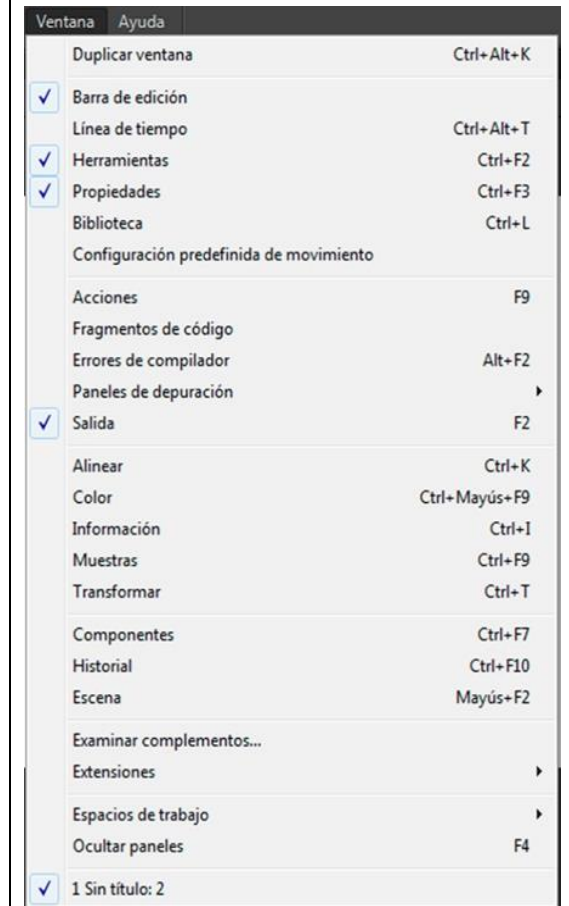 Ventana Ayuda
Duplicar ventana Ctrl+Alt+K
Barra de edición
Línea de tiempo Ctrl+Alt+T
Herramientas Ctrl+F2
Propiedades Ctrl+F3
Biblioteca Ctrl+L
Configuración predefinida de movimiento
Acciones F9
Fragmentos de código
Errores de compilador Alt+F2
Paneles de depuración
Salida F2
Alinear Ctrl+K
Color Ctrl+Mayús+F9
Información Ctrl+I
Muestras Ctrl+F9
Transformar Ctrl+T
Componentes Ctrl+F7
Historial Ctrl+F10
Escena Mayús+F2
Examinar complementos...
Extensiones
Espacios de trabajo
Ocultar paneles F4
1 Sin título: 2